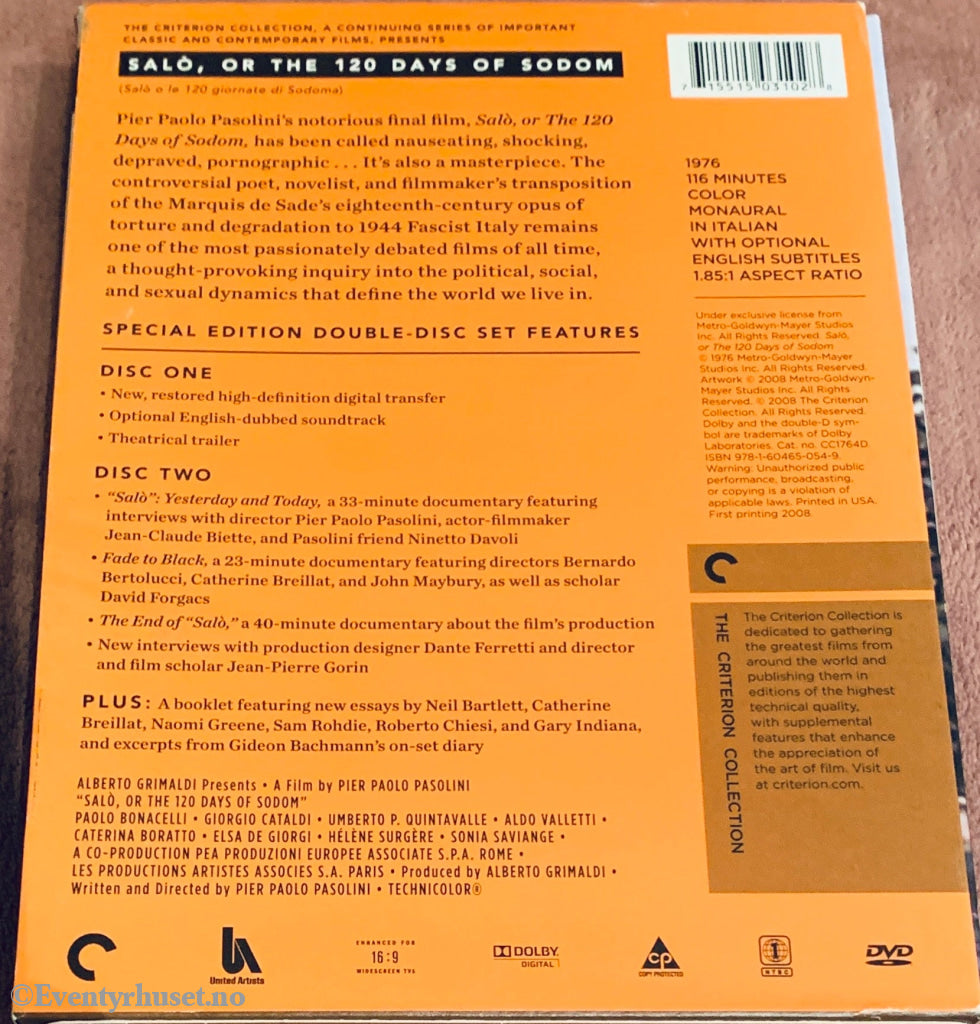 THE CRITERION COLLECTION, A CONTINUING SERIES OF IMPORTANT
CLASSIC AND CONTEMPORARY FILMS, PRESENTS
SALÒ, OR THE 120 DAYS OF SODOM
(Salò o le 120 giornate di Sodoma)
Pier Paolo Pasolini's notorious final film, Salò, or The 120
Days of Sodom, has been called nauseating, shocking,
depraved, pornographic . . . It's also a masterpiece. The
controversial poet, novelist, and filmmaker's transposition
of the Marquis de Sade's eighteenth-century opus of
torture and degradation to 1944 Fascist Italy remains
one of the most passionately debated films of all time,
a thought-provoking inquiry into the political, social,
and sexual dynamics that define the world we live in.
SPECIAL EDITION DOUBLE-DISC SET FEATURES
DISC ONE
• New, restored high-definition digital transfer
• Optional English-dubbed soundtrack
• Theatrical trailer
DISC TWO
• "Salò": Yesterday and Today, a 33-minute documentary featuring
interviews with director Pier Paolo Pasolini, actor-filmmaker
Jean-Claude Biette, and Pasolini friend Ninetto Davoli
• Fade to Black, a 23-minute documentary featuring directors Bernardo
Bertolucci, Catherine Breillat, and John Maybury, as well as scholar
David Forgacs
• The End of "Salò," a 40-minute documentary about the film's production
• New interviews with production designer Dante Ferretti and director
and film scholar Jean-Pierre Gorin
PLUS: A booklet featuring new essays by Neil Bartlett, Catherine
Breillat, Naomi Greene, Sam Rohdie, Roberto Chiesi, and Gary Indiana,
and excerpts from Gideon Bachmann's on-set diary
ALBERTO GRIMALDI Presents • A Film by PIER PAOLO PASOLINI
"SALÒ, OR THE 120 DAYS OF SODOM"
PAOLO BONACELLI • GIORGIO CATALDI • UMBERTO P. QUINTAVALLE • ALDO VALLETTI •
CATERINA BORATTO • ELSA DE GIORGI • HÉLÈNE SURGÈRE • SONIA SAVIANGE •
A CO-PRODUCTION PEA PRODUZIONI EUROPEE ASSOCIATE S.P.A. ROME •
LES PRODUCTIONS ARTISTES ASSOCIES S.A. PARIS • Produced by ALBERTO GRIMALDI •
Written and Directed by PIER PAOLO PASOLINI • TECHNICOLOR®
7 15515 03102 8
1976
116 MINUTES
COLOR
MONAURAL
IN ITALIAN
WITH OPTIONAL
ENGLISH SUBTITLES
1.85:1 ASPECT RATIO
Under exclusive license from
Metro-Goldwyn-Mayer Studios
Inc. All Rights Reserved. Salò,
or The 120 Days of Sodom
© 1976 Metro-Goldwyn-Mayer
Studios Inc. All Rights Reserved.
Artwork © 2008 Metro-Goldwyn-
Mayer Studios Inc. All Rights
Reserved. © 2008 The Criterion
Collection. All Rights Reserved.
Dolby and the double-D sym-
bol are trademarks of Dolby
Laboratories. Cat. no. CC1764D.
ISBN 978-1-60465-054-9.
Warning: Unauthorized public
performance, broadcasting,
or copying is a violation of
applicable laws. Printed in USA.
First printing 2008.
THE CRITERION COLLECTION
The Criterion Collection is
dedicated to gathering
the greatest films from
around the world and
publishing them in
editions of the highest
technical quality,
with supplemental
features that enhance
the appreciation of
the art of film. Visit us
at criterion.com.
United Artists
ENHANCED FOR
16:9
WIDESCREEN TVS
DOLBY
DIGITAL
CP
COPY PROTECTED
1
NTSC
DVD
©Eventyrhuset.no